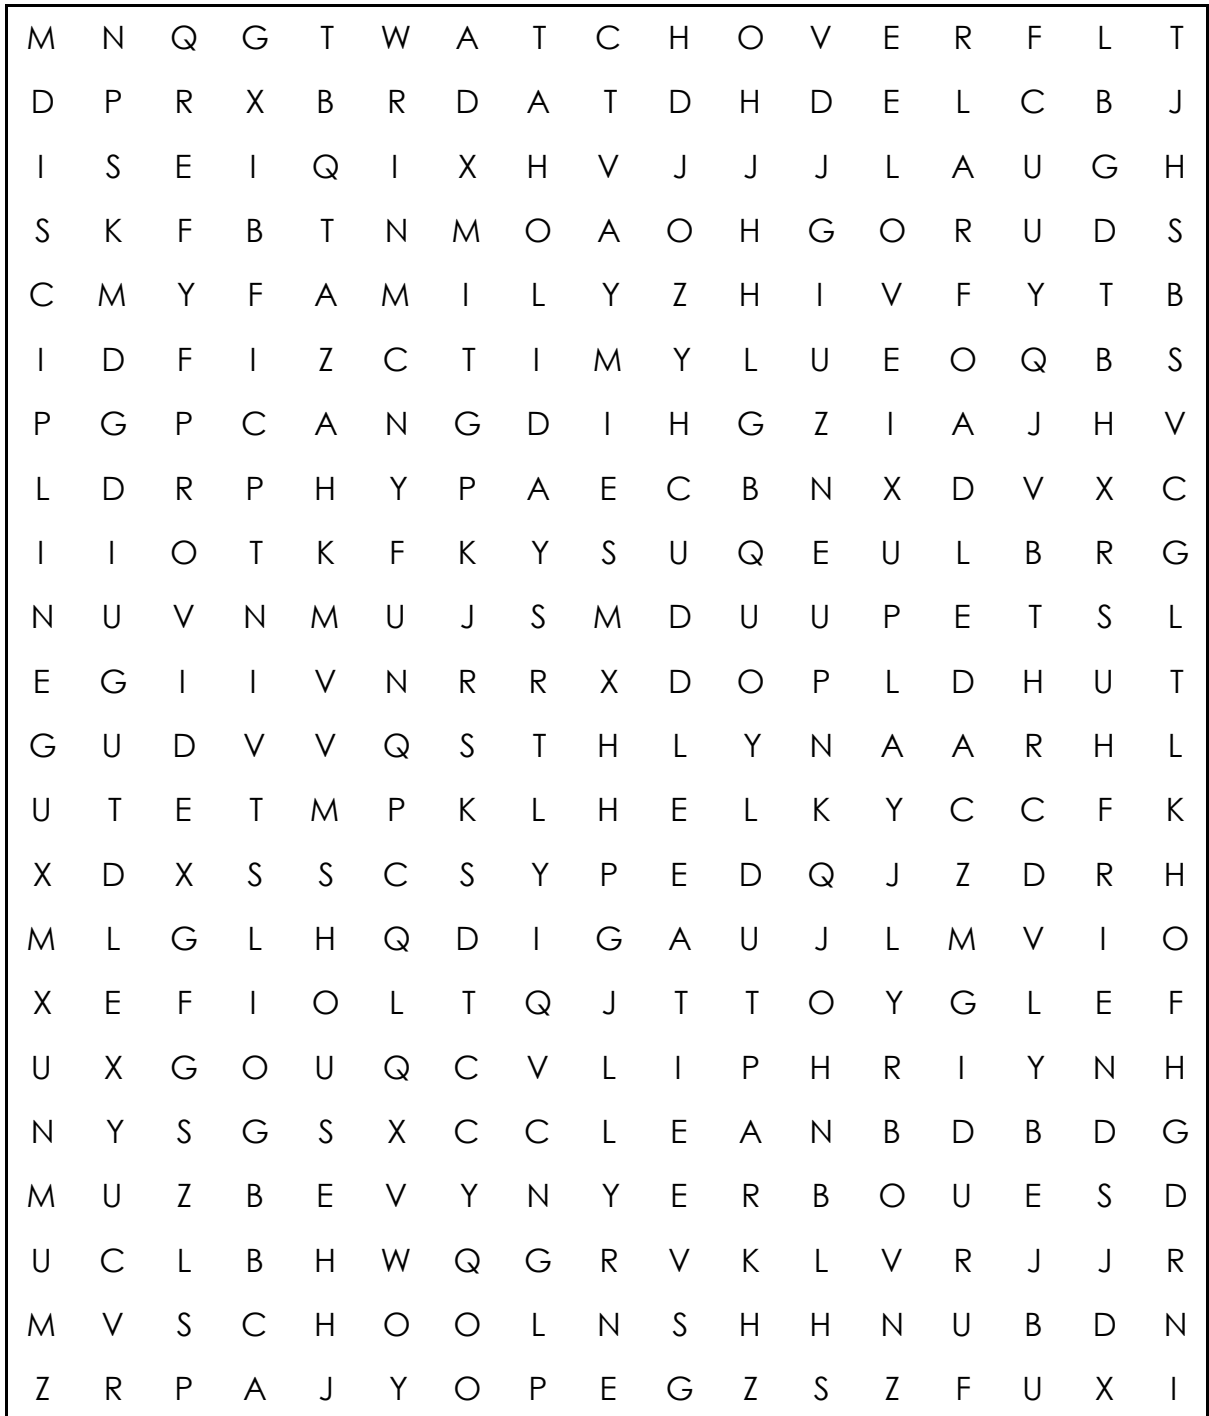 M N Q G T W A T C H O V E R F L T
D P R X B R D A T D H D E L C B J
I S E I Q I X H V J J J L A U G H
S K F B T N M O A O H G O R U D S
C M Y F A M I L Y Z H I V F Y T B
I D F I Z C T I M Y L U E O Q B S
P G P C A N G D I H G Z I A J H V
L D R P H Y P A E C B N X D V X C
I I O T K F K Y S U Q E U L B R G
N U V N M U J S M D U U P E T S L
E G I I V N R R X D O P L D H U T
G U D V V Q S T H L Y N A A R H L
U T E T M P K L H E L K Y C C F K
X D X S S C S Y P E D Q J Z D R H
M L G L H Q D I G A U J L M V I O
X E F I O L T Q J T T O Y G L E F
U X G O U Q C V L I P H R I Y N H
N Y S G S X C C L E A N B D B D G
M U Z B E V Y N Y E R B O U E S D
U C L B H W Q G R V K L V R J J R
M V S C H O O L N S H H N U B D N
Z R P A J Y O P E G Z S Z F U X I